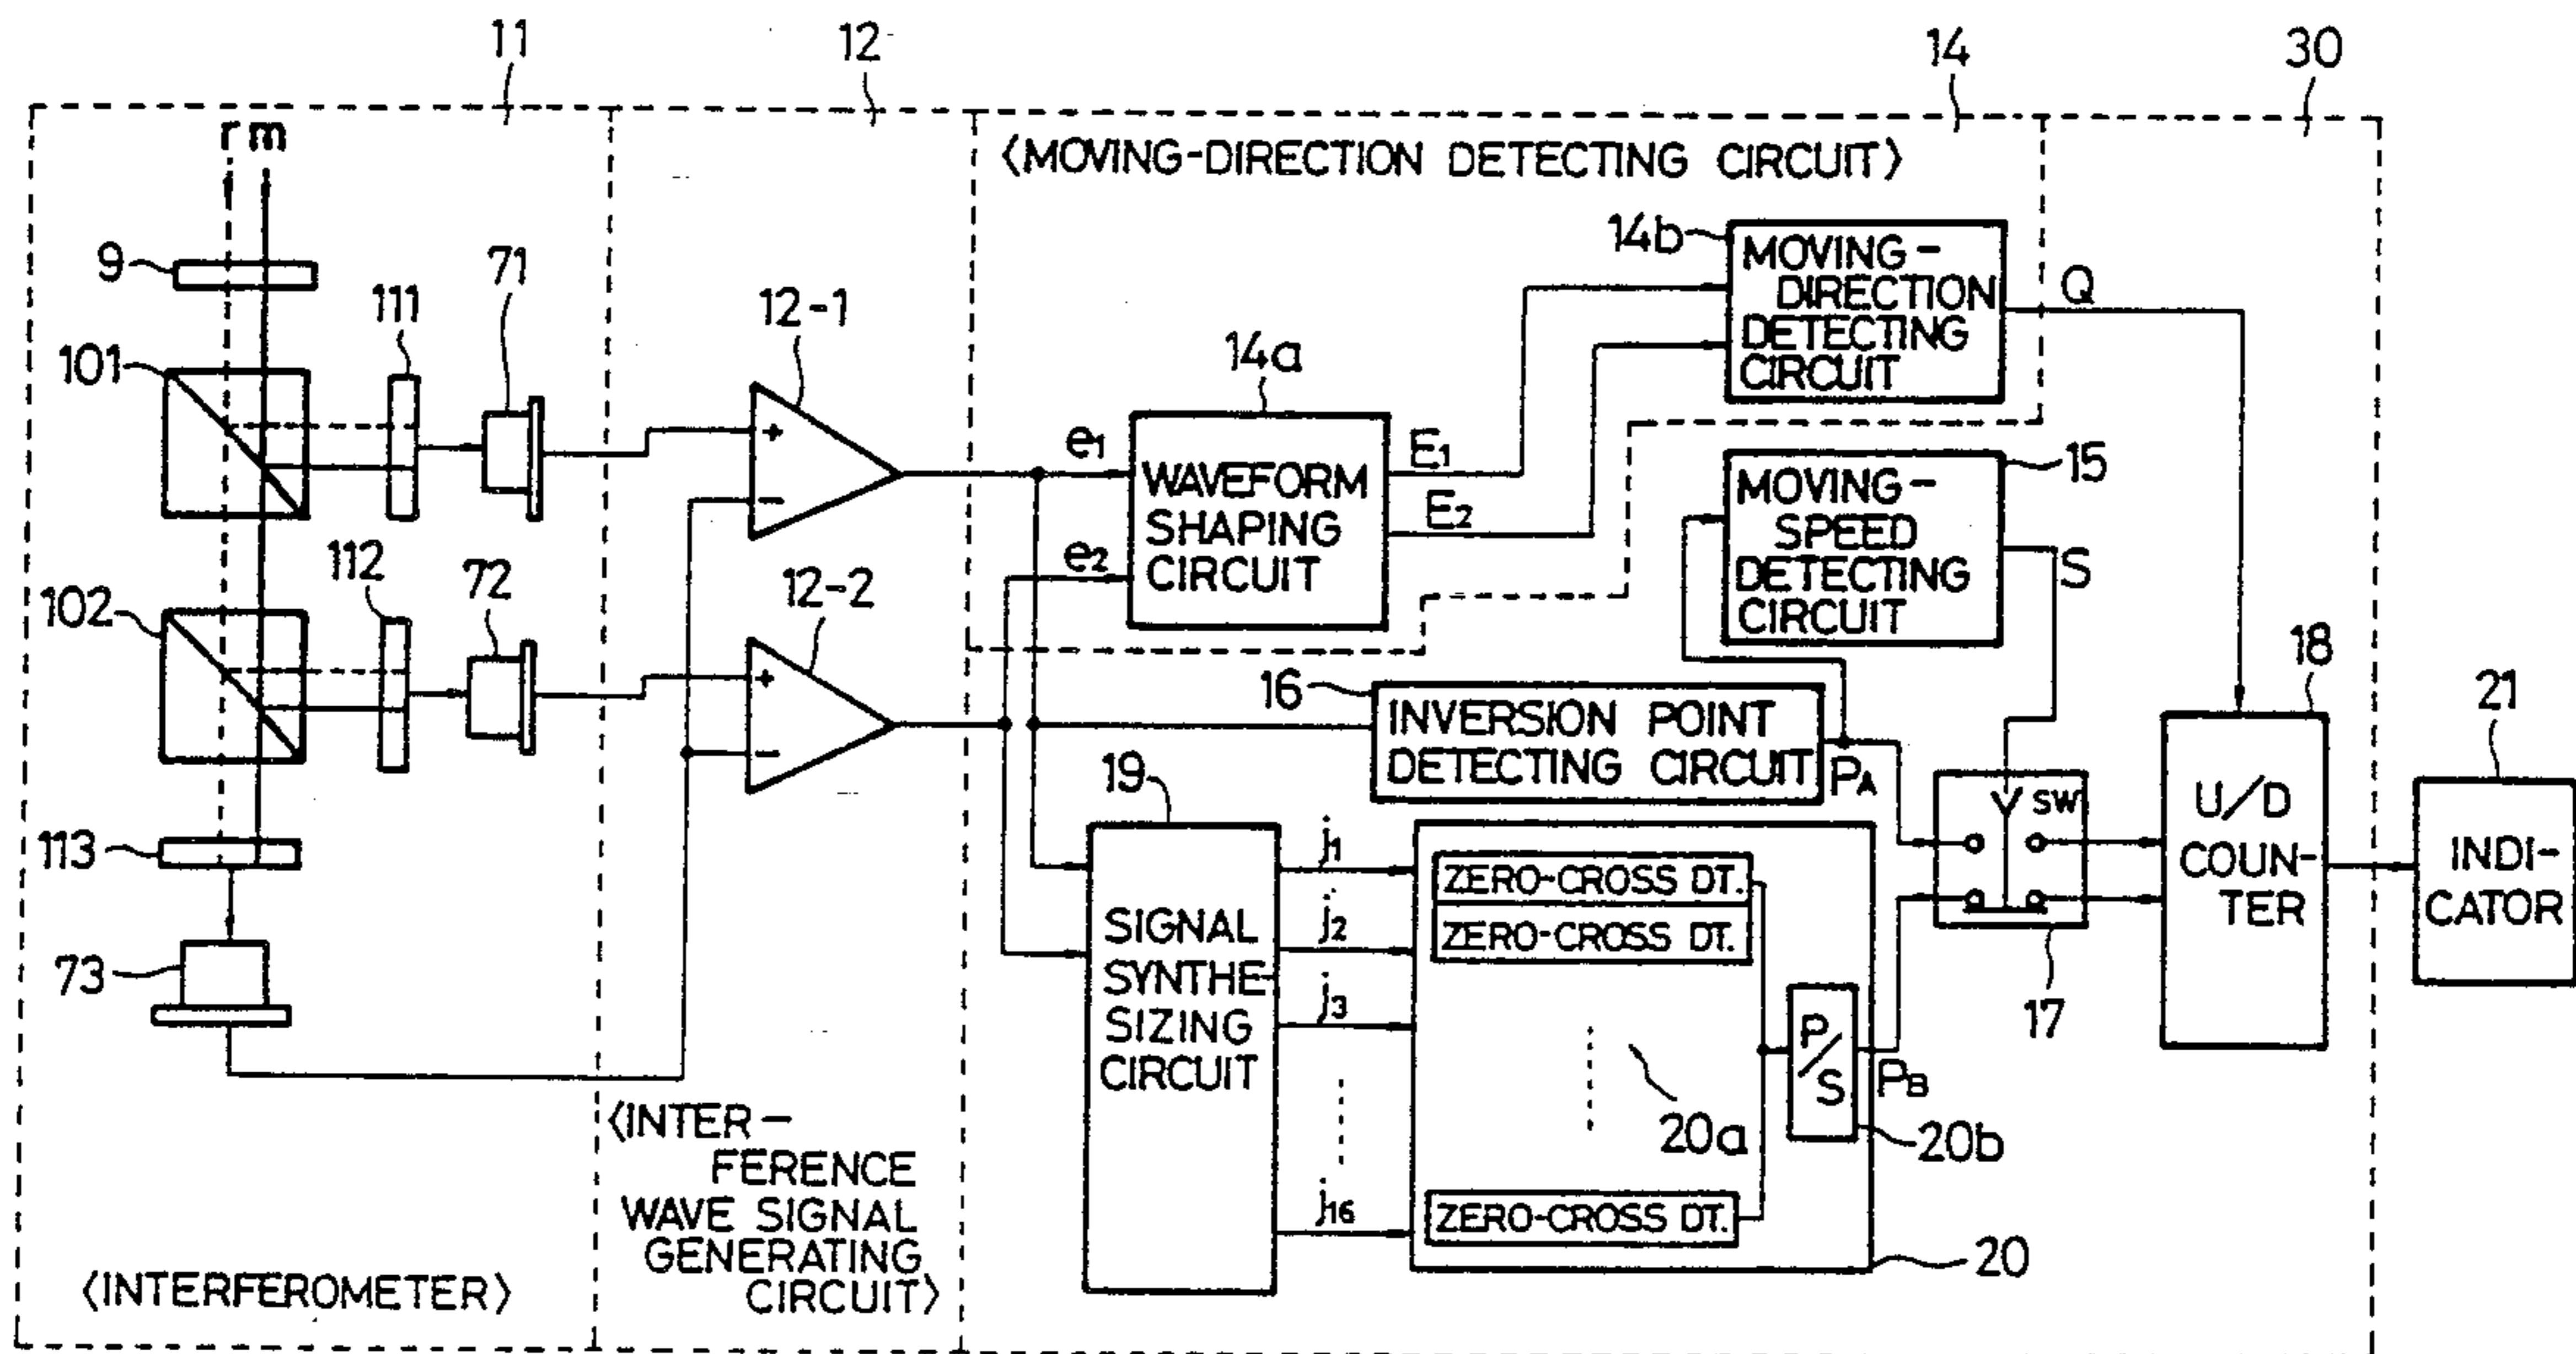 11
12
14
30
r m
〈MOVING-DIRECTION DETECTING CIRCUIT〉
9
111
71
101
12-1
14a
14b
MOVING-
DIRECTION
DETECTING
CIRCUIT
Q
+
-
e1
WAVEFORM
SHAPING
CIRCUIT
E1
E2
e2
MOVING-
SPEED
DETECTING
CIRCUIT
15
S
102
112
72
12-2
+
-
16
INVERSION POINT
DETECTING CIRCUIT
PA
18
U/D
COUN-
TER
21
INDI-
CATOR
SW
17
113
73
19
SIGNAL
SYNTHE-
SIZING
CIRCUIT
j1
j2
j3
j16
ZERO-CROSS DT.
ZERO-CROSS DT.
ZERO-CROSS DT.
20a
P/S
PB
20b
20
〈INTERFEROMETER〉
〈INTER-
FERENCE
WAVE SIGNAL
GENERATING
CIRCUIT〉